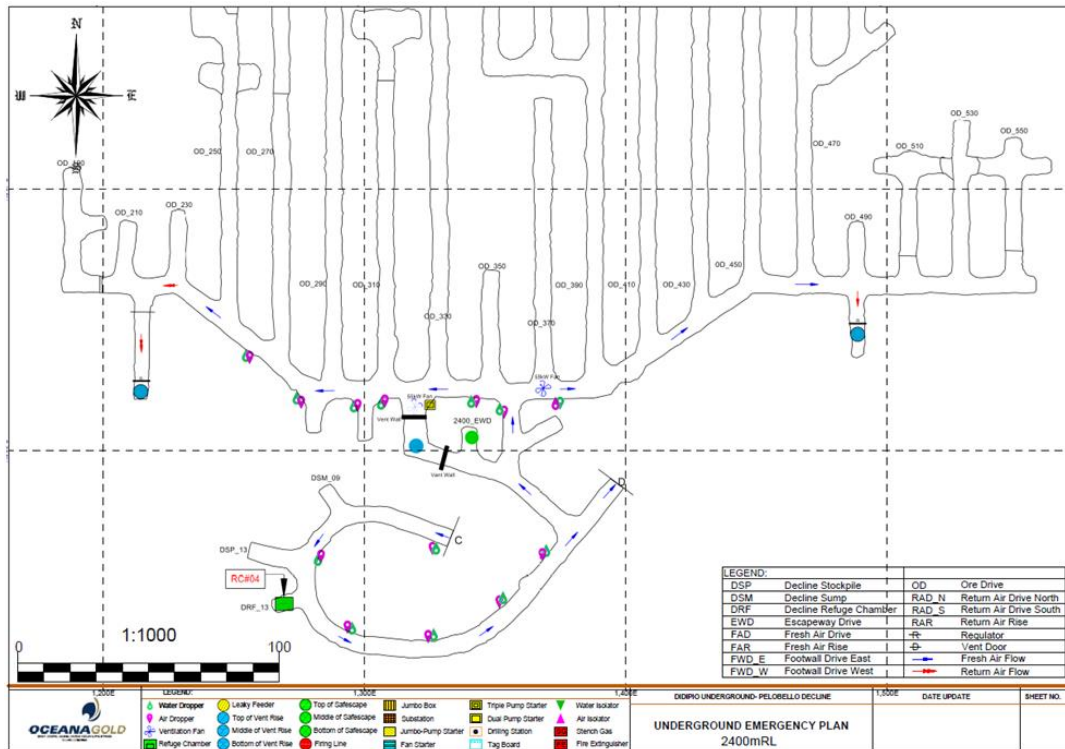 N
W
E
S
OD_190
OD_210
OD_230
OD_250
OD_270
OD_290
OD_310
OD_330
OD_350
OD_370
OD_390
OD_410
OD_430
OD_450
OD_470
OD_490
OD_510
OD_530
OD_550
Vent Wall
2400_EWD
Vent Wall
DSM_09
C
D
DSP_13
RC#04
DRF_13
1:1000
0
100
1,200E
1,300E
1,400E
1,500E
LEGEND:
DSP Decline Stockpile OD Ore Drive
DSM Decline Sump RAD_N Return Air Drive North
DRF Decline Refuge Chamber RAD_S Return Air Drive South
EWD Escapeway Drive RAR Return Air Rise
FAD Fresh Air Drive R Regulator
FAR Fresh Air Rise D Vent Door
FWD_E Footwall Drive East Fresh Air Flow
FWD_W Footwall Drive West Return Air Flow
OCEANAGOLD
LEGEND:
Water Dropper
Air Dropper
Ventilation Fan
Refuge Chamber
Leaky Feeder
Top of Vent Rise
Middle of Vent Rise
Bottom of Vent Rise
Top of Safescape
Middle of Safescape
Bottom of Safescape
Firing Line
Jumbo Box
Substation
Jumbo-Pump Starter
Fan Starter
Triple Pump Starter
Dual Pump Starter
Drilling Station
Tag Board
Water Isolator
Air Isolator
Stench Gas
Fire Extinguisher
DIDIPIO UNDERGROUND- PELOBELLO DECLINE
UNDERGROUND EMERGENCY PLAN
2400mRL
DATE UPDATE
SHEET NO.